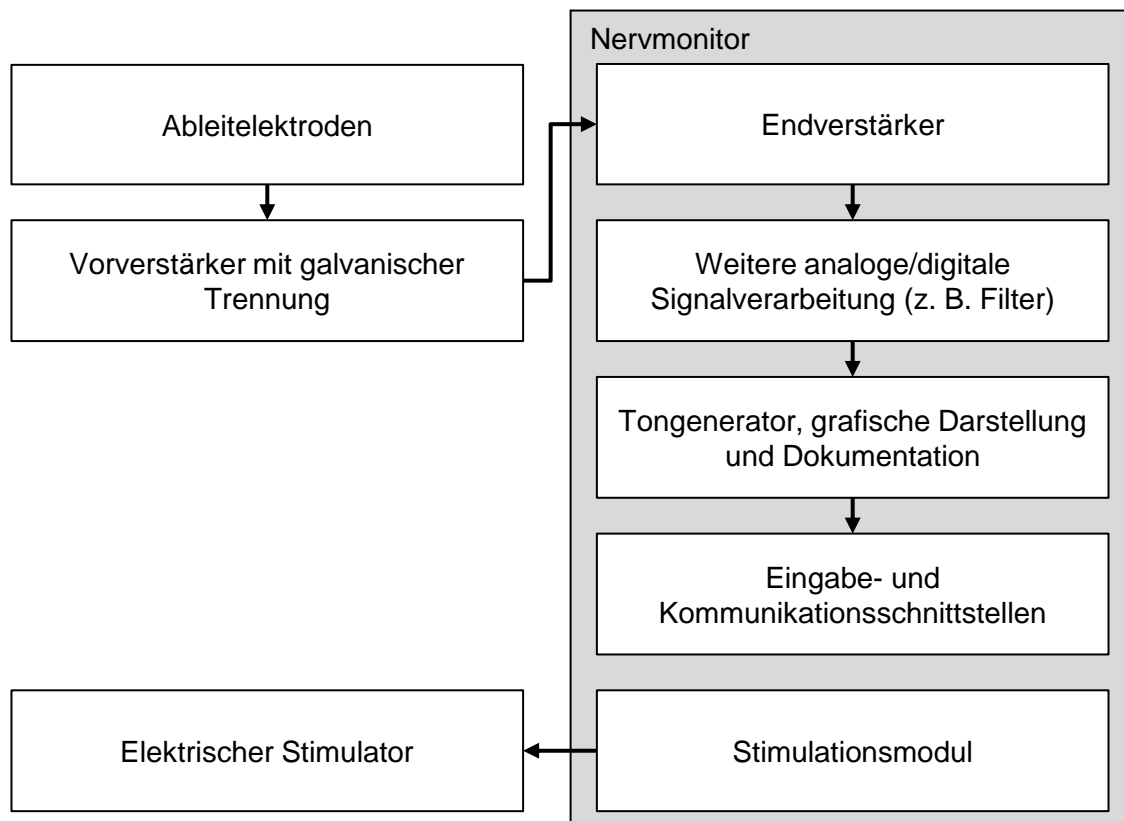 Nervmonitor
Ableitelektroden
Endverstärker
Vorverstärker mit galvanischer
Trennung
Weitere analoge/digitale
Signalverarbeitung (z. B. Filter)
Tongenerator, grafische Darstellung
und Dokumentation
Eingabe- und
Kommunikationsschnittstellen
Elektrischer Stimulator
Stimulationsmodul